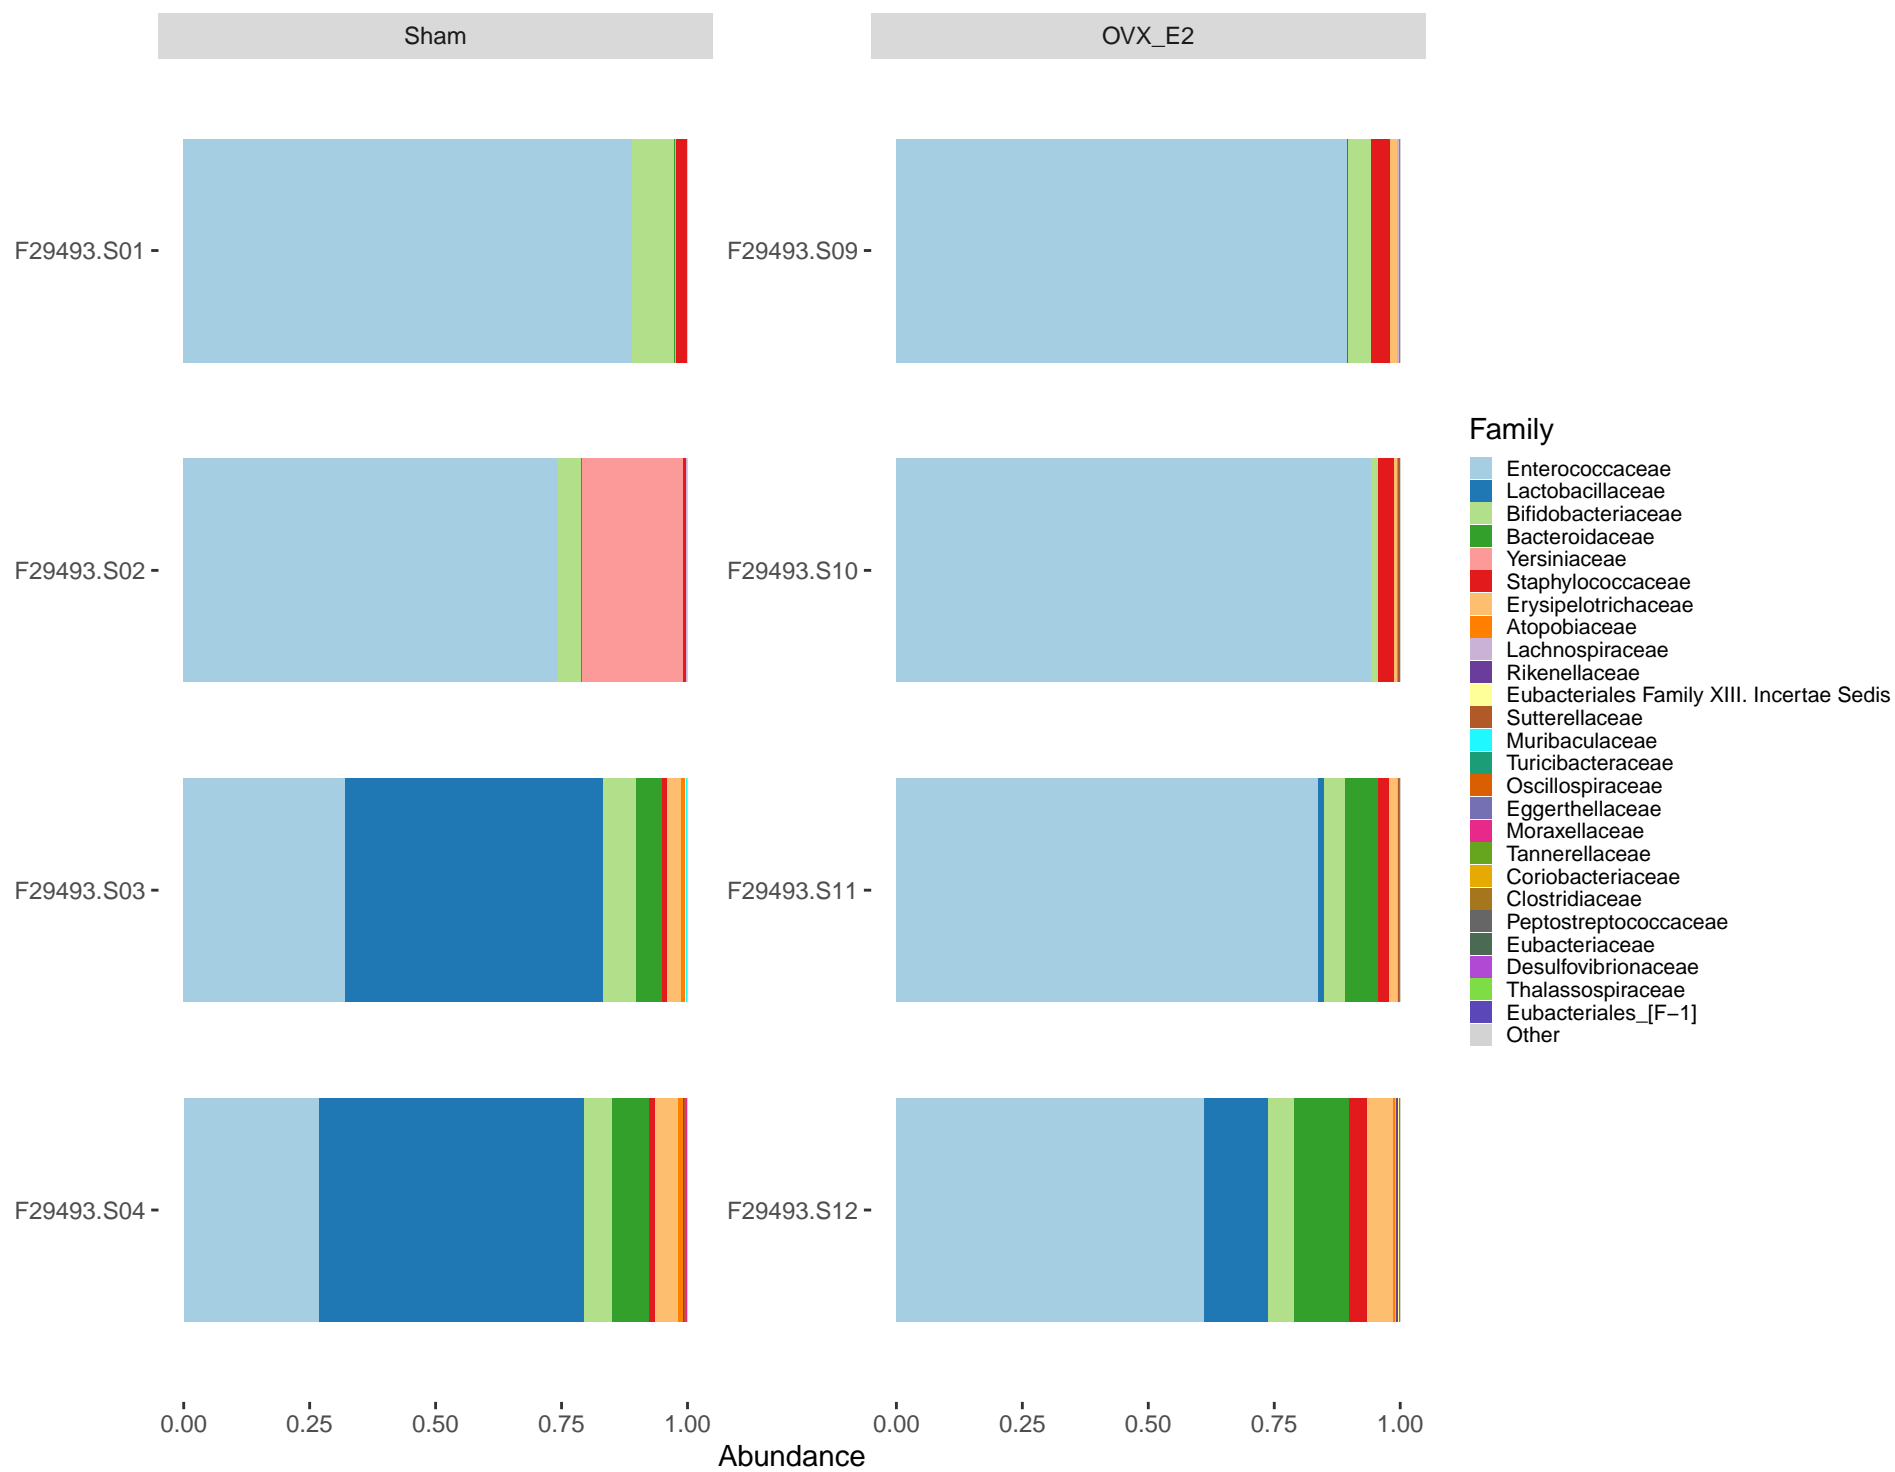 Sham
OVX_E2
F29493.S01
F29493.S09
F29493.S02
F29493.S10
F29493.S03
F29493.S11
F29493.S04
F29493.S12
0.00 0.25 0.50 0.75 1.00
0.00 0.25 0.50 0.75 1.00
Abundance
Family
Enterococcaceae
Lactobacillaceae
Bifidobacteriaceae
Bacteroidaceae
Yersiniaceae
Staphylococcaceae
Erysipelotrichaceae
Atopobiaceae
Lachnospiraceae
Rikenellaceae
Eubacteriales Family XIII. Incertae Sedis
Sutterellaceae
Muribaculaceae
Turicibacteraceae
Oscillospiraceae
Eggerthellaceae
Moraxellaceae
Tannerellaceae
Coriobacteriaceae
Clostridiaceae
Peptostreptococcaceae
Eubacteriaceae
Desulfovibrionaceae
Thalassospiraceae
Eubacteriales_[F−1]
Other